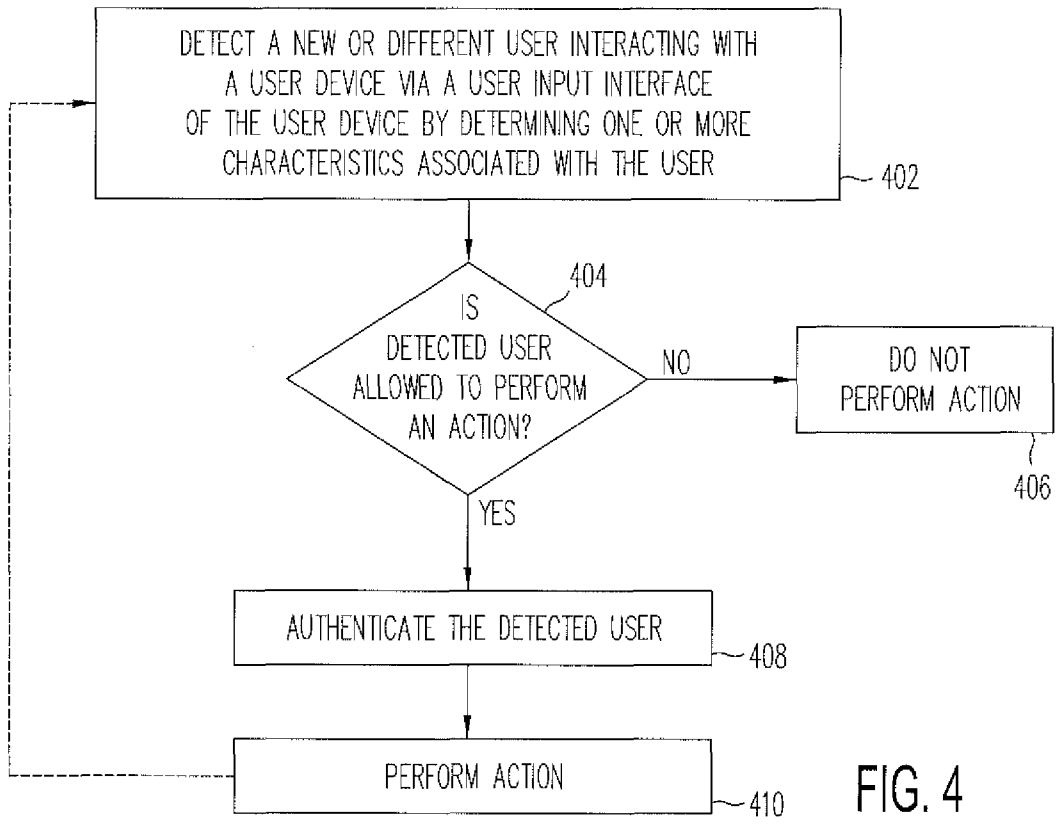 DETECT A NEW OR DIFFERENT USER INTERACTING WITH
A USER DEVICE VIA A USER INPUT INTERFACE
OF THE USER DEVICE BY DETERMINING ONE OR MORE
CHARACTERISTICS ASSOCIATED WITH THE USER
402
404
IS
DETECTED USER
ALLOWED TO PERFORM
AN ACTION?
NO
DO NOT
PERFORM ACTION
406
YES
AUTHENTICATE THE DETECTED USER
408
PERFORM ACTION
410
FIG. 4